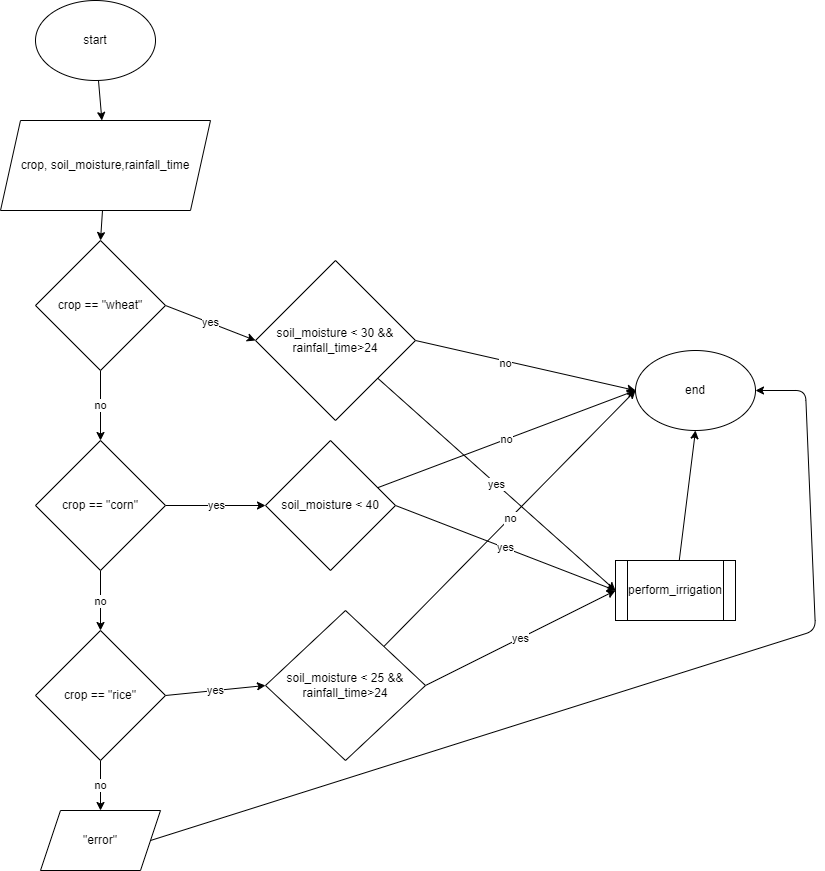 start
crop, soil_moisture,rainfall_time
crop == "wheat"
yes
soil_moisture < 30 &&
rainfall_time>24
no
end
no
crop == "corn"
yes
soil_moisture < 40
no
yes
no
yes
perform_irrigation
no
crop == "rice"
yes
soil_moisture < 25 &&
rainfall_time>24
yes
no
"error"